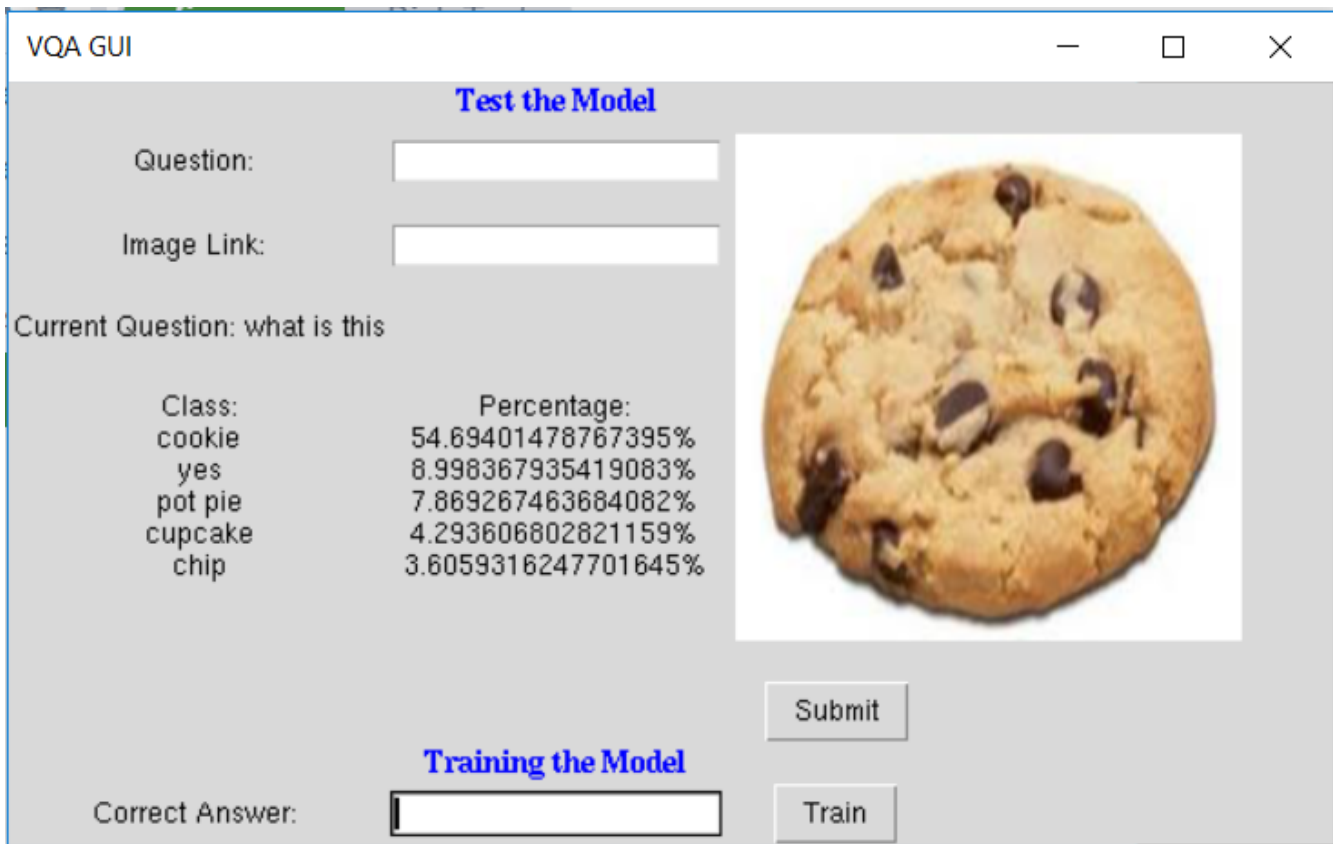 VQA GUI
Test the Model
Question:
Image Link:
Current Question: what is this
Class: Percentage:
cookie 54.69401478767395%
yes 8.998367935419083%
pot pie 7.869267463684082%
cupcake 4.293606802821159%
chip 3.6059316247701645%
Submit
Training the Model
Correct Answer:
Train